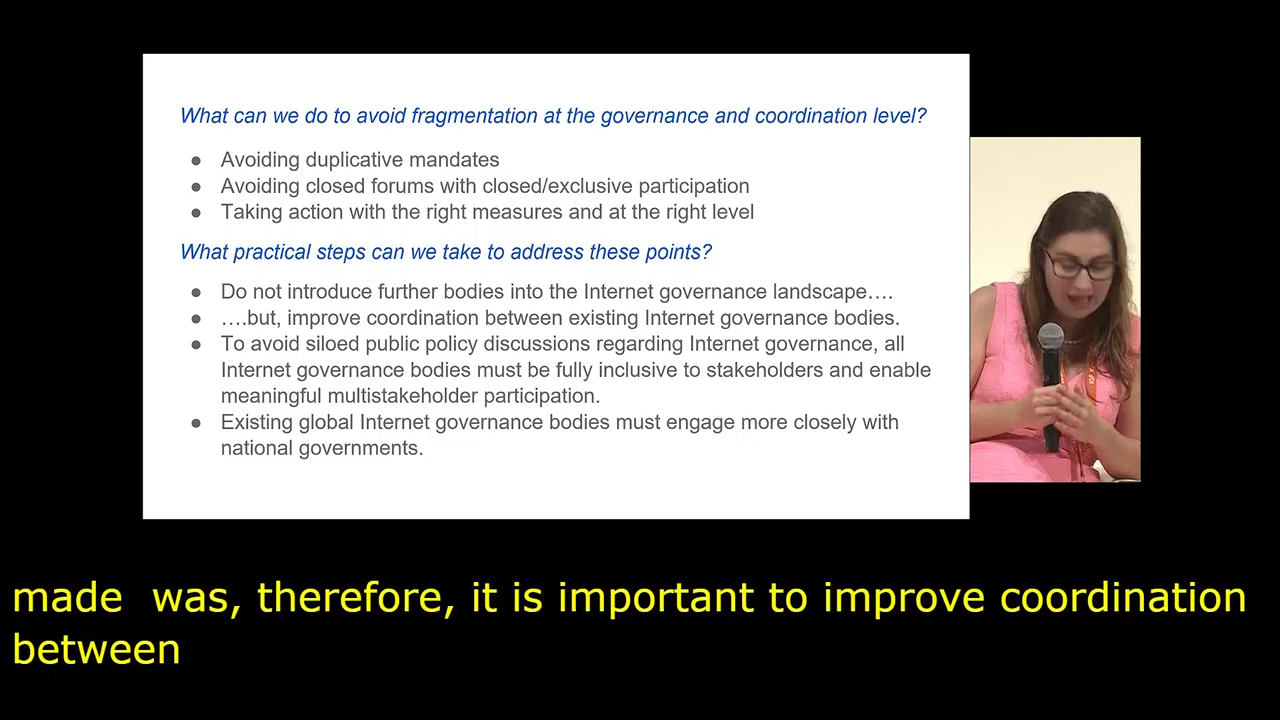 What can we do to avoid fragmentation at the governance and coordination level?
● Avoiding duplicative mandates
● Avoiding closed forums with closed/exclusive participation
● Taking action with the right measures and at the right level
What practical steps can we take to address these points?
● Do not introduce further bodies into the Internet governance landscape….
● ….but, improve coordination between existing Internet governance bodies.
● To avoid siloed public policy discussions regarding Internet governance, all
Internet governance bodies must be fully inclusive to stakeholders and enable
meaningful multistakeholder participation.
● Existing global Internet governance bodies must engage more closely with
national governments.
made  was, therefore, it is important to improve coordination
between